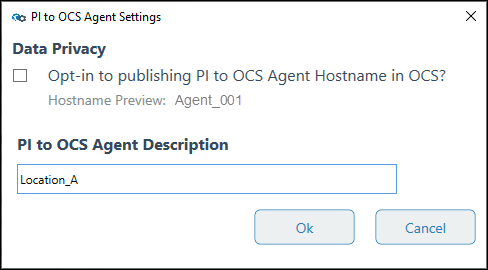 PI to OCS Agent Settings
Data Privacy
Opt-in to publishing PI to OCS Agent Hostname in OCS?
Hostname Preview: Agent_001
PI to OCS Agent Description
Location_A
Ok Cancel